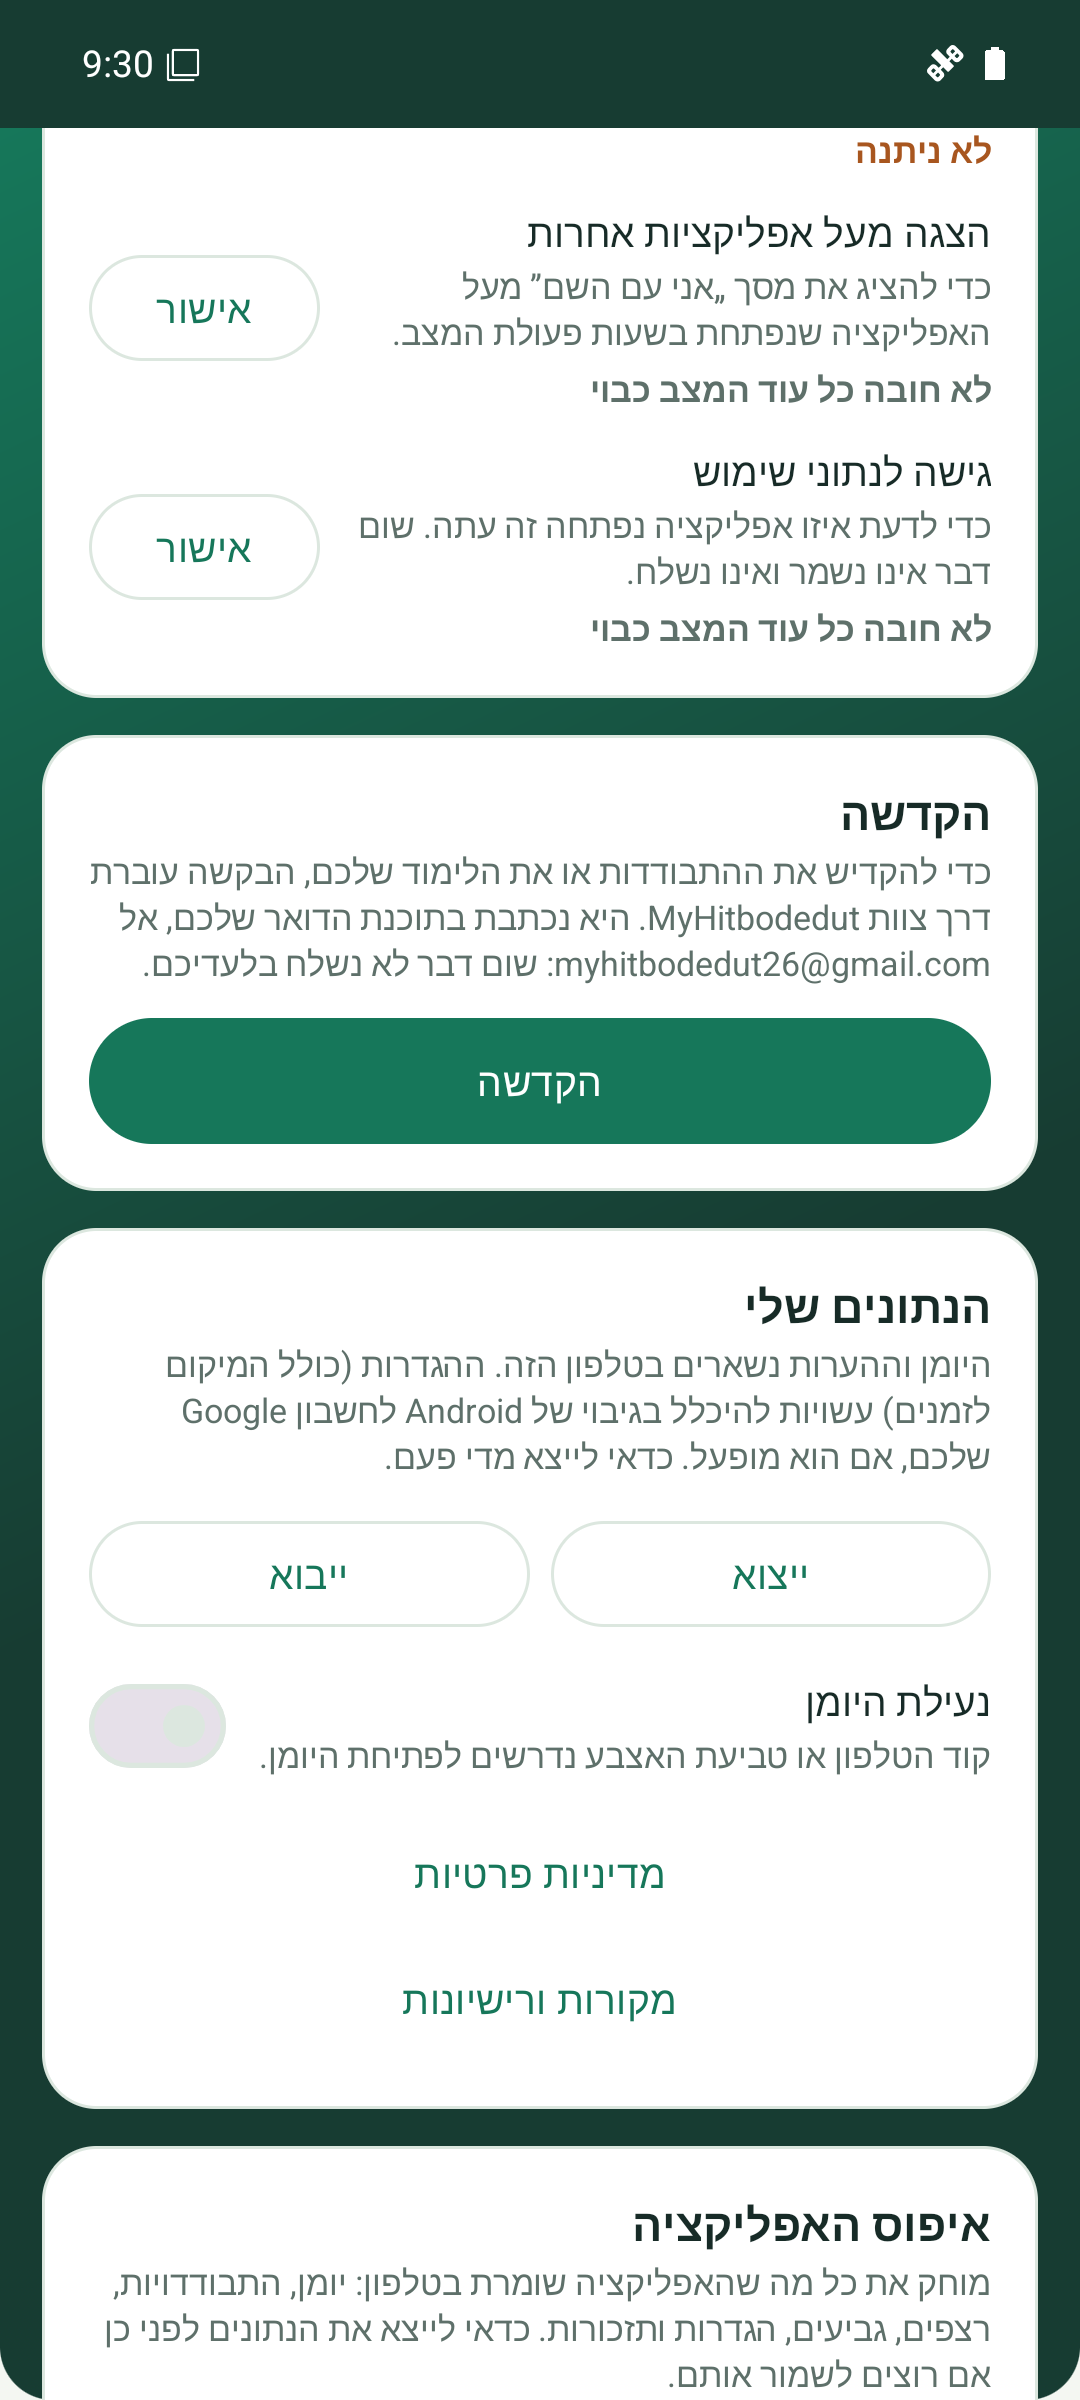 9:30
לא ניתנה
הצגה מעל אפליקציות אחרות
כדי להציג את מסך „אני עם השם” מעל
האפליקציה שנפתחת בשעות פעולת המצב.
לא חובה כל עוד המצב כבוי
אישור
גישה לנתוני שימוש
כדי לדעת איזו אפליקציה נפתחה זה עתה. שום
דבר אינו נשמר ואינו נשלח.
לא חובה כל עוד המצב כבוי
אישור
הקדשה
כדי להקדיש את ההתבודדות או את הלימוד שלכם, הבקשה עוברת
דרך צוות MyHitbodedut. היא נכתבת בתוכנת הדואר שלכם, אל
myhitbodedut26@gmail.com: שום דבר לא נשלח בלעדיכם.
הקדשה
הנתונים שלי
היומן וההערות נשארים בטלפון הזה. ההגדרות (כולל המיקום
לזמנים) עשויות להיכלל בגיבוי של Android לחשבון Google
שלכם, אם הוא מופעל. כדאי לייצא מדי פעם.
ייצוא
ייבוא
נעילת היומן
קוד הטלפון או טביעת האצבע נדרשים לפתיחת היומן.
מדיניות פרטיות
מקורות ורישיונות
איפוס האפליקציה
מוחק את כל מה שהאפליקציה שומרת בטלפון: יומן, התבודדויות,
רצפים, גביעים, הגדרות ותזכורות. כדאי לייצא את הנתונים לפני כן
אם רוצים לשמור אותם.